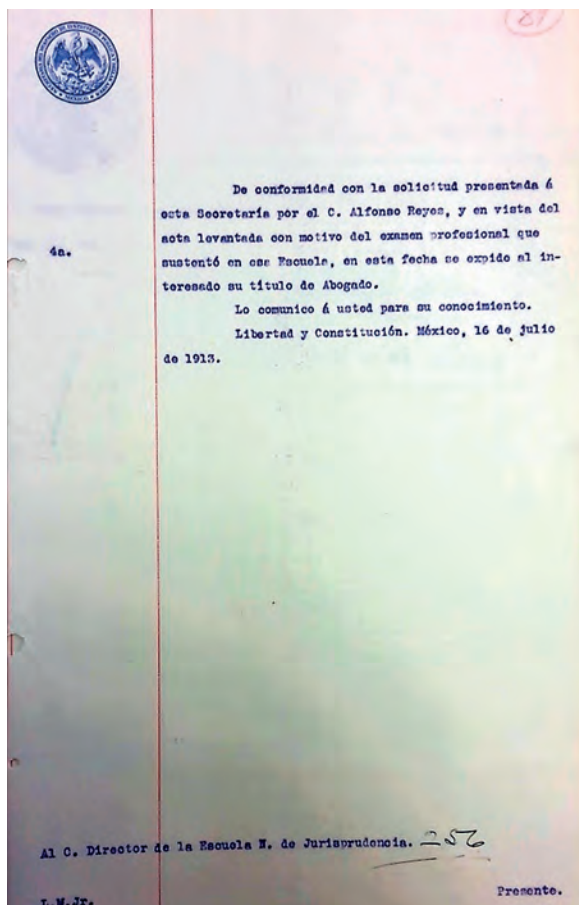 81
De conformidad con la solicitud presentada á
esta Secretaría por el C. Alfonso Reyes, y en vista del
acta levantada con motivo del examen profesional que
4a.
sustentó en esa Escuela, en esta fecha se expide al in-
teresado su título de Abogado.
Lo comunico á usted para su conocimiento.
Libertad y Constitución. México, 16 de julio
de 1913.
Al C. Director de la Escuela N. de Jurisprudencia. 256
Presente.
L.M.Jr.